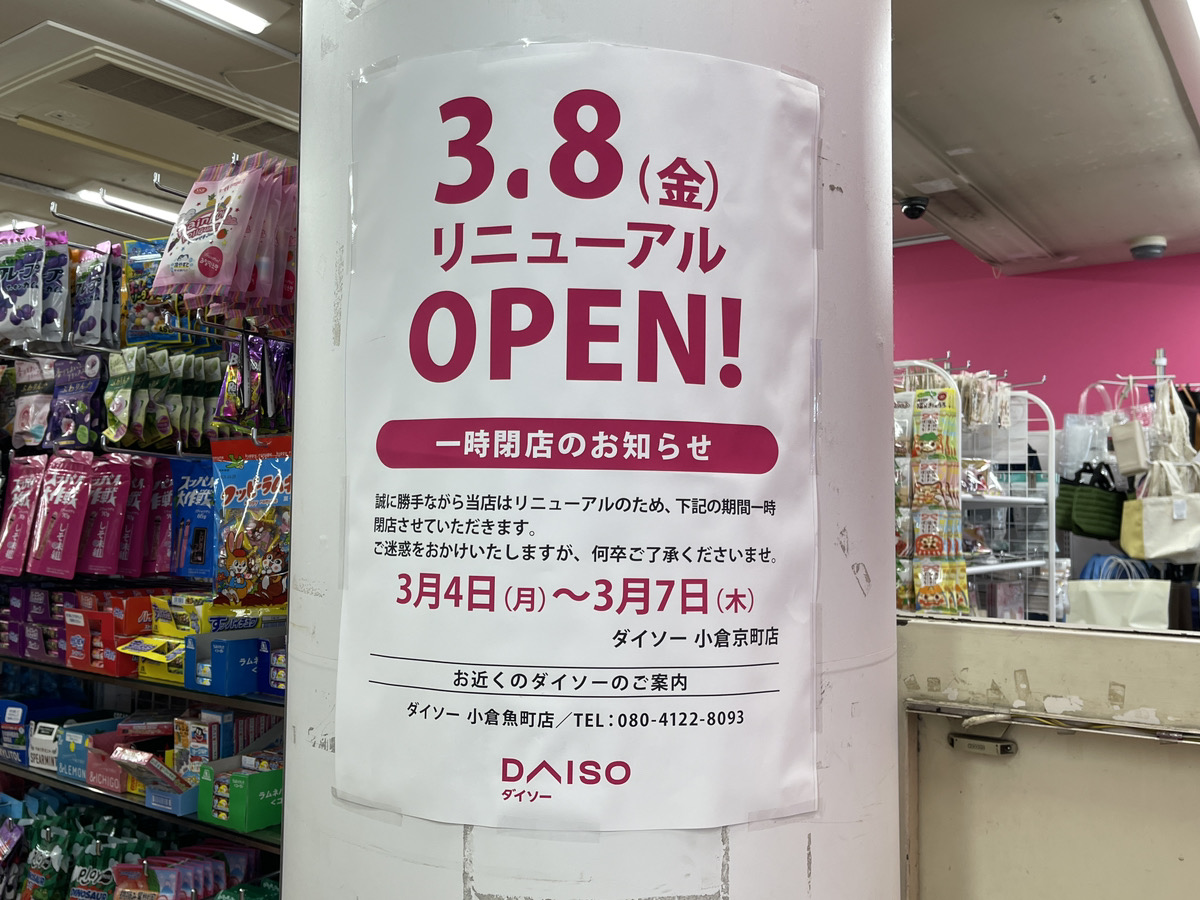 3.8(金)
リニューアル
OPEN!
一時閉店のお知らせ
誠に勝手ながら当店はリニューアルのため、下記の期間一時
閉店させていただきます。
ご迷惑をおかけいたしますが、何卒ご了承くださいませ。
3月4日(月)～3月7日(木)
ダイソー 小倉京町店
お近くのダイソーのご案内
ダイソー 小倉魚町店／TEL：080-4122-8093
DAISO
ダイソー
SPEARMINT
&LEMON
&ICHIGO
DINOSAUR